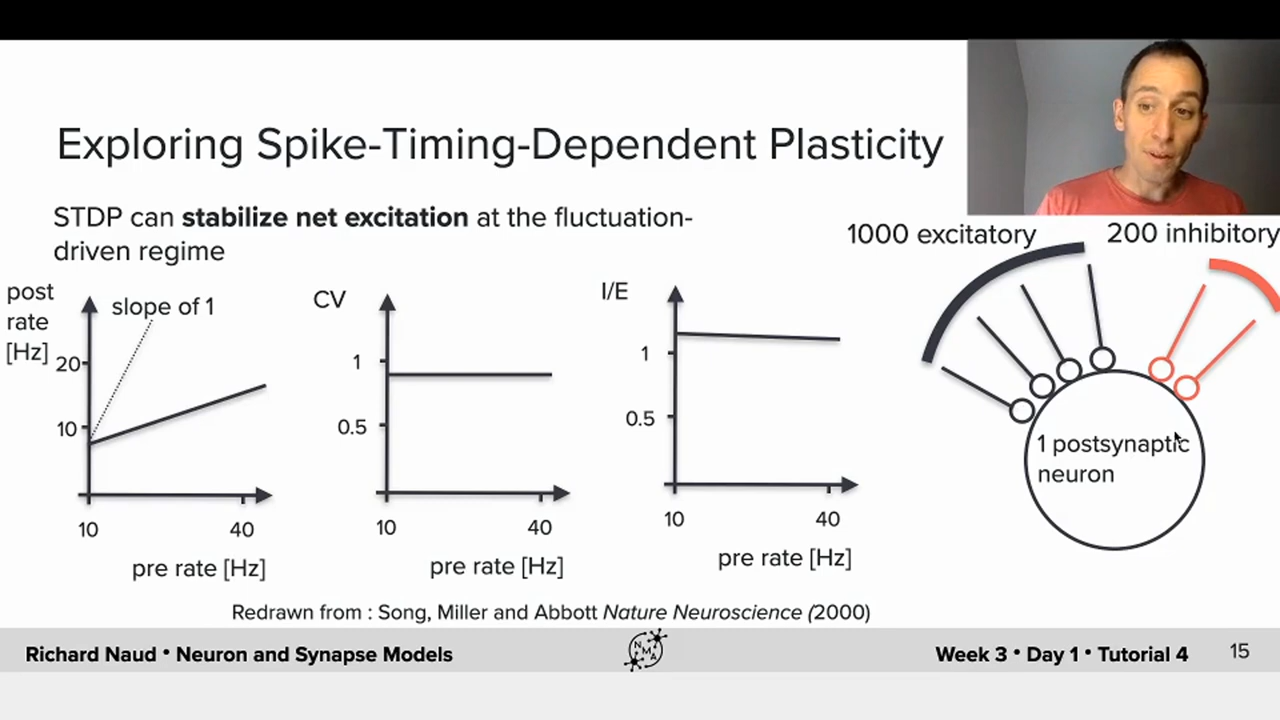 Exploring Spike-Timing-Dependent Plasticity
STDP can stabilize net excitation at the fluctuation-
driven regime
1000 excitatory
200 inhibitory
post
rate
[Hz]
slope of 1
20
10
10
40
pre rate [Hz]
CV
1
0.5
10
40
pre rate [Hz]
I/E
1
0.5
10
40
pre rate [Hz]
1 postsynaptic
neuron
Redrawn from : Song, Miller and Abbott Nature Neuroscience (2000)
Richard Naud • Neuron and Synapse Models
NMA
Week 3 • Day 1 • Tutorial 4
15